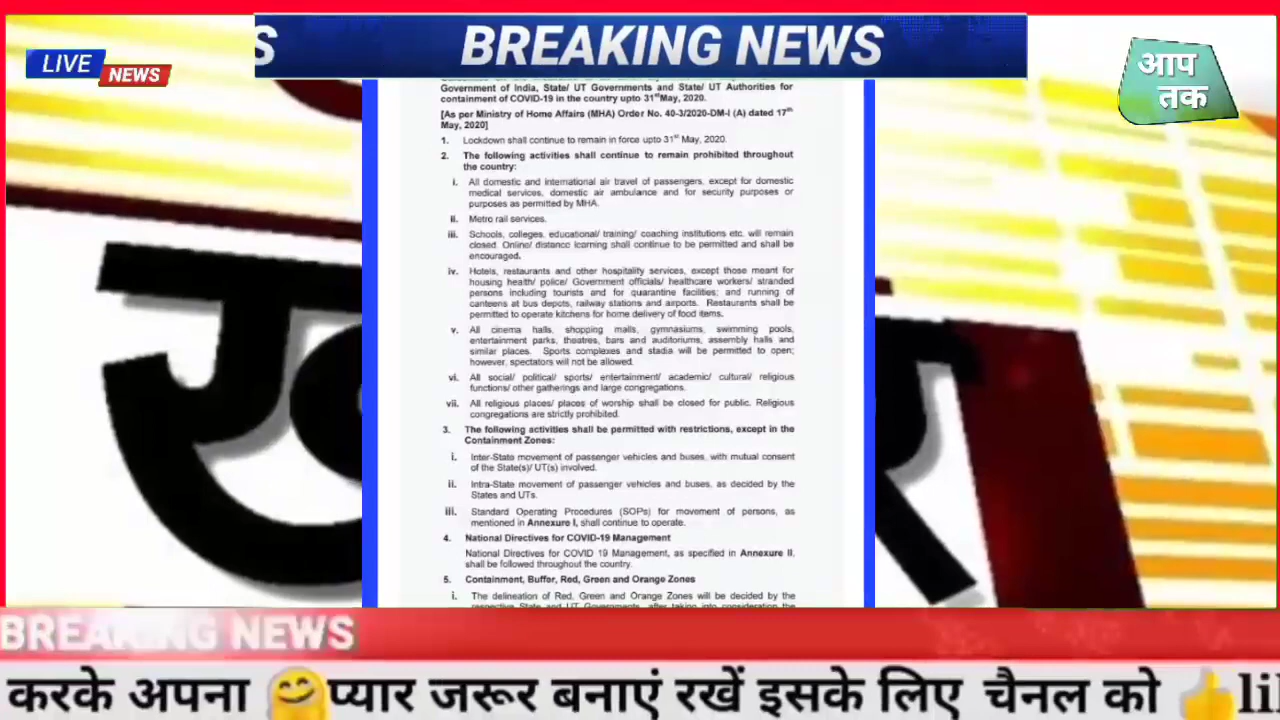 S
BREAKING NEWS
LIVE
NEWS
आप
तक
Government of India, State/ UT Governments and State/ UT Authorities for
containment of COVID-19 in the country upto 31st May, 2020.
[As per Ministry of Home Affairs (MHA) Order No. 40-3/2020-DM-I (A) dated 17th
May, 2020]
1. Lockdown shall continue to remain in force upto 31st May, 2020.
2. The following activities shall continue to remain prohibited throughout
the country:
i. All domestic and international air travel of passengers, except for domestic
medical services, domestic air ambulance and for security purposes or
purposes as permitted by MHA.
ii. Metro rail services.
iii. Schools, colleges, educational/ training/ coaching institutions etc. will remain
closed. Online/ distance learning shall continue to be permitted and shall be
encouraged.
iv. Hotels, restaurants and other hospitality services, except those meant for
housing health/ police/ Government officials/ healthcare workers/ stranded
persons including tourists and for quarantine facilities; and running of
canteens at bus depots, railway stations and airports. Restaurants shall be
permitted to operate kitchens for home delivery of food items.
v. All cinema halls, shopping malls, gymnasiums, swimming pools,
entertainment parks, theatres, bars and auditoriums, assembly halls and
similar places. Sports complexes and stadia will be permitted to open;
however, spectators will not be allowed.
vi. All social/ political/ sports/ entertainment/ academic/ cultural/ religious
functions/ other gatherings and large congregations.
vii. All religious places/ places of worship shall be closed for public. Religious
congregations are strictly prohibited.
3. The following activities shall be permitted with restrictions, except in the
Containment Zones:
i. Inter-State movement of passenger vehicles and buses, with mutual consent
of the State(s)/ UT(s) involved.
ii. Intra-State movement of passenger vehicles and buses, as decided by the
States and UTs.
iii. Standard Operating Procedures (SOPs) for movement of persons, as
mentioned in Annexure I, shall continue to operate.
4. National Directives for COVID-19 Management
National Directives for COVID 19 Management, as specified in Annexure II,
shall be followed throughout the country.
5. Containment, Buffer, Red, Green and Orange Zones
i. The delineation of Red, Green and Orange Zones will be decided by the
respective State and UT Governments, after taking into consideration the
BREAKING NEWS
करके अपना 🤗प्यार जरूर बनाएं रखें इसके लिए चैनल को 👍li